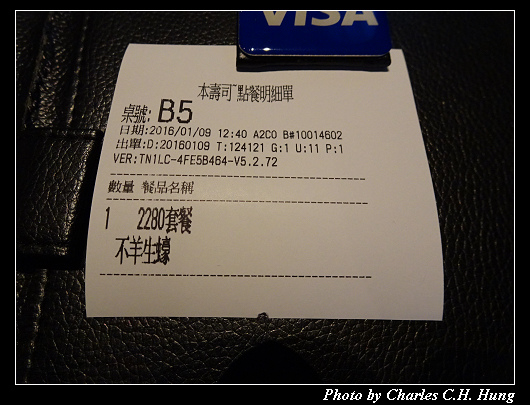 VISA
本壽可~點餐明細單
桌號: B5
日期:2016/01/09 12:40 A2C0 B#10014602
出單:D:20160109 T:124121 G:1 U:11 P:1
VER:TN1LC-4FE5B464-V5.2.72
數量 餐品名稱
1 2280套餐
不羊生蠔
Photo by Charles C.H. Hung